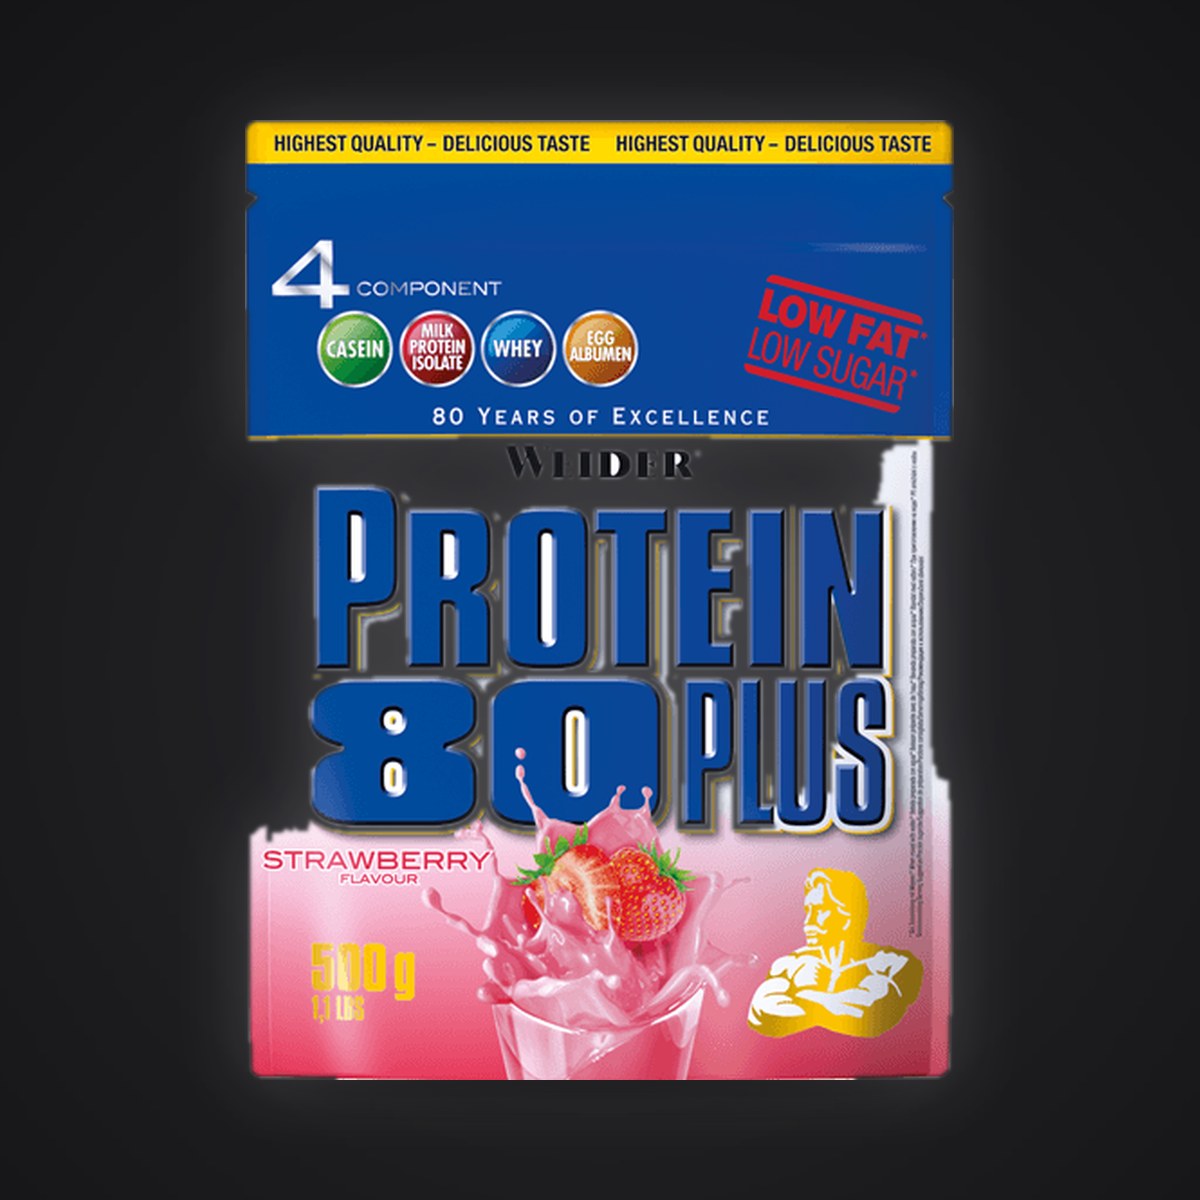 HIGHEST QUALITY – DELICIOUS TASTE HIGHEST QUALITY – DELICIOUS TASTE
4 COMPONENT
CASEIN
MILK
PROTEIN
ISOLATE
WHEY
EGG
ALBUMEN
LOW FAT*
LOW SUGAR*
80 YEARS OF EXCELLENCE
WEIDER
PROTEIN
80 PLUS
STRAWBERRY
FLAVOUR
500 g
1,1 LBS